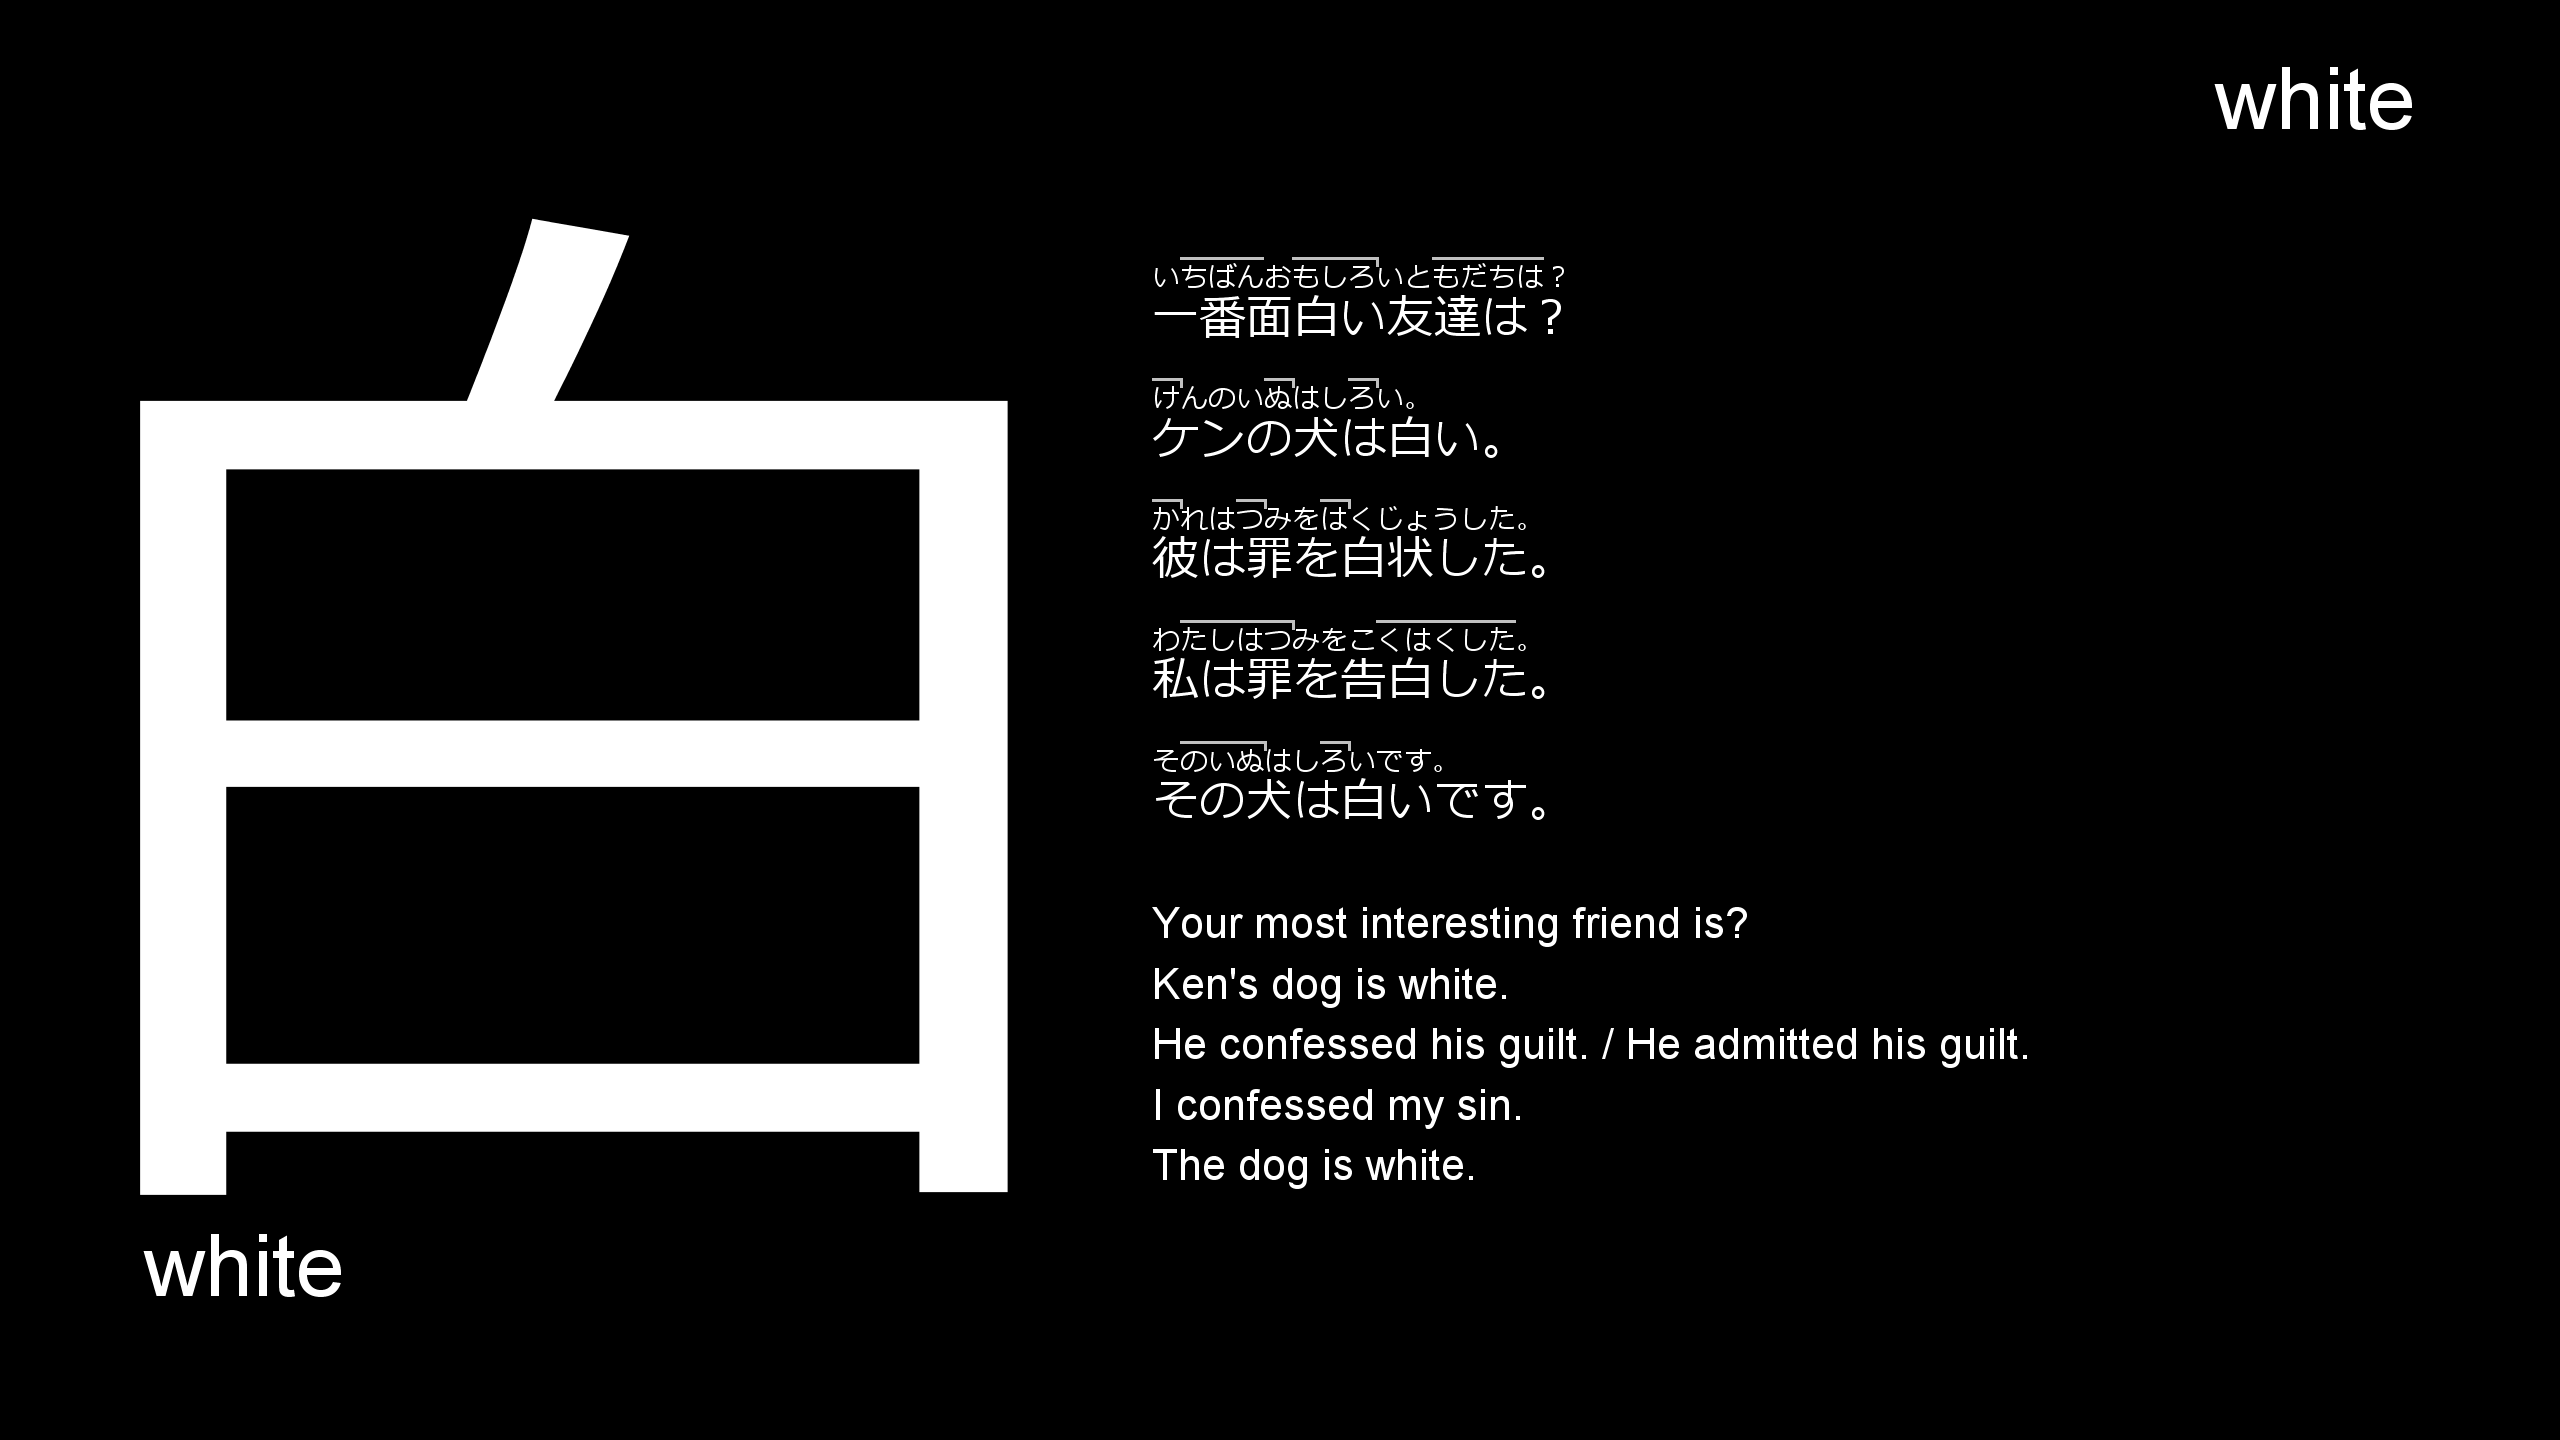 white
白
white
いちばんおもしろいともだちは？
一番面白い友達は？
けんのいぬはしろい。
ケンの犬は白い。
かれはつみをはくじょうした。
彼は罪を白状した。
わたしはつみをこくはくした。
私は罪を告白した。
そのいぬはしろいです。
その犬は白いです。
Your most interesting friend is?
Ken's dog is white.
He confessed his guilt. / He admitted his guilt.
I confessed my sin.
The dog is white.